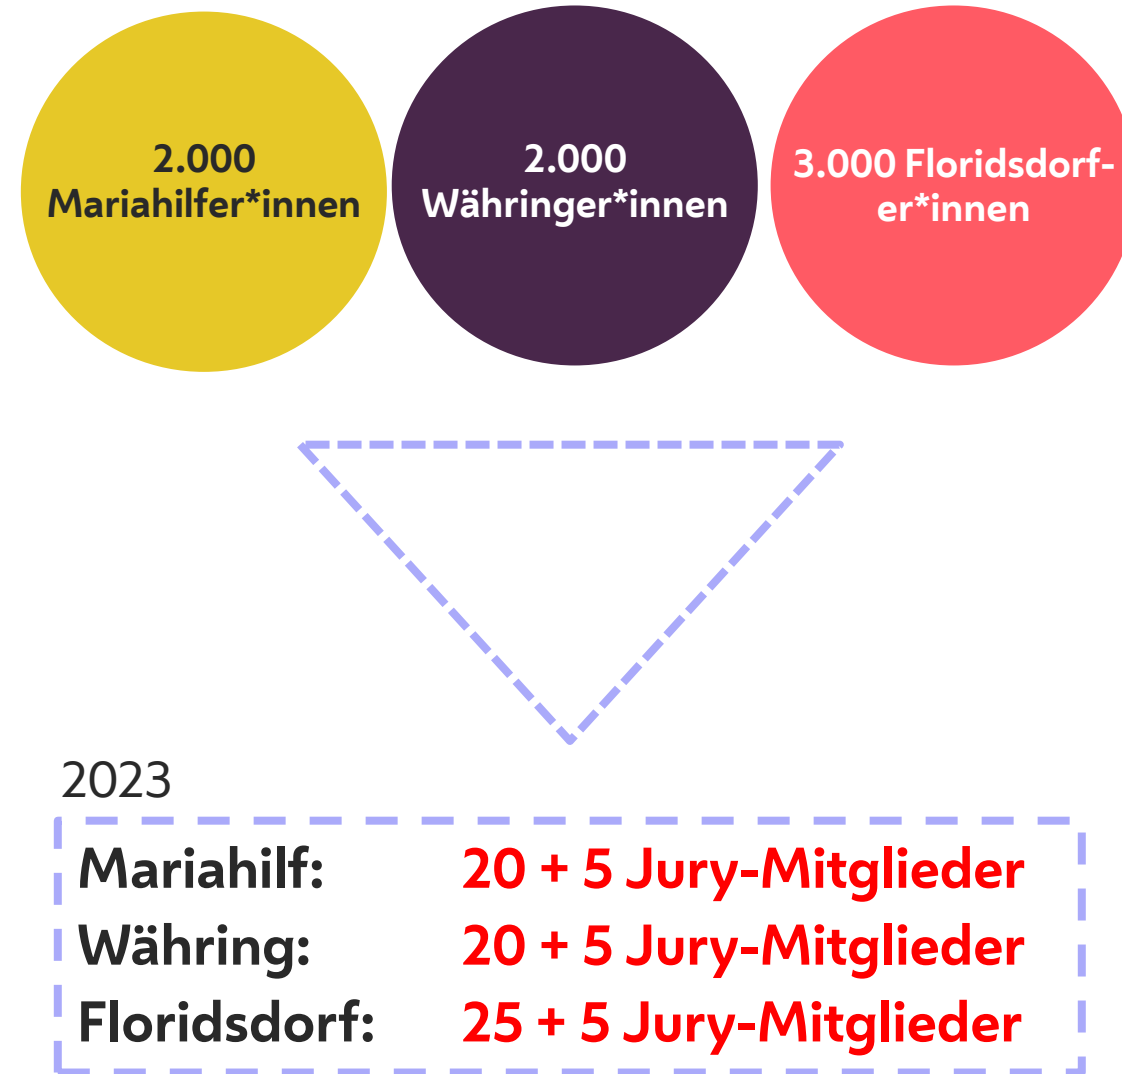 2.000
Mariahilfer*innen
2.000
Währinger*innen
3.000 Floridsdorf-
er*innen
2023
Mariahilf: 20 + 5 Jury-Mitglieder
Währing: 20 + 5 Jury-Mitglieder
Floridsdorf: 25 + 5 Jury-Mitglieder